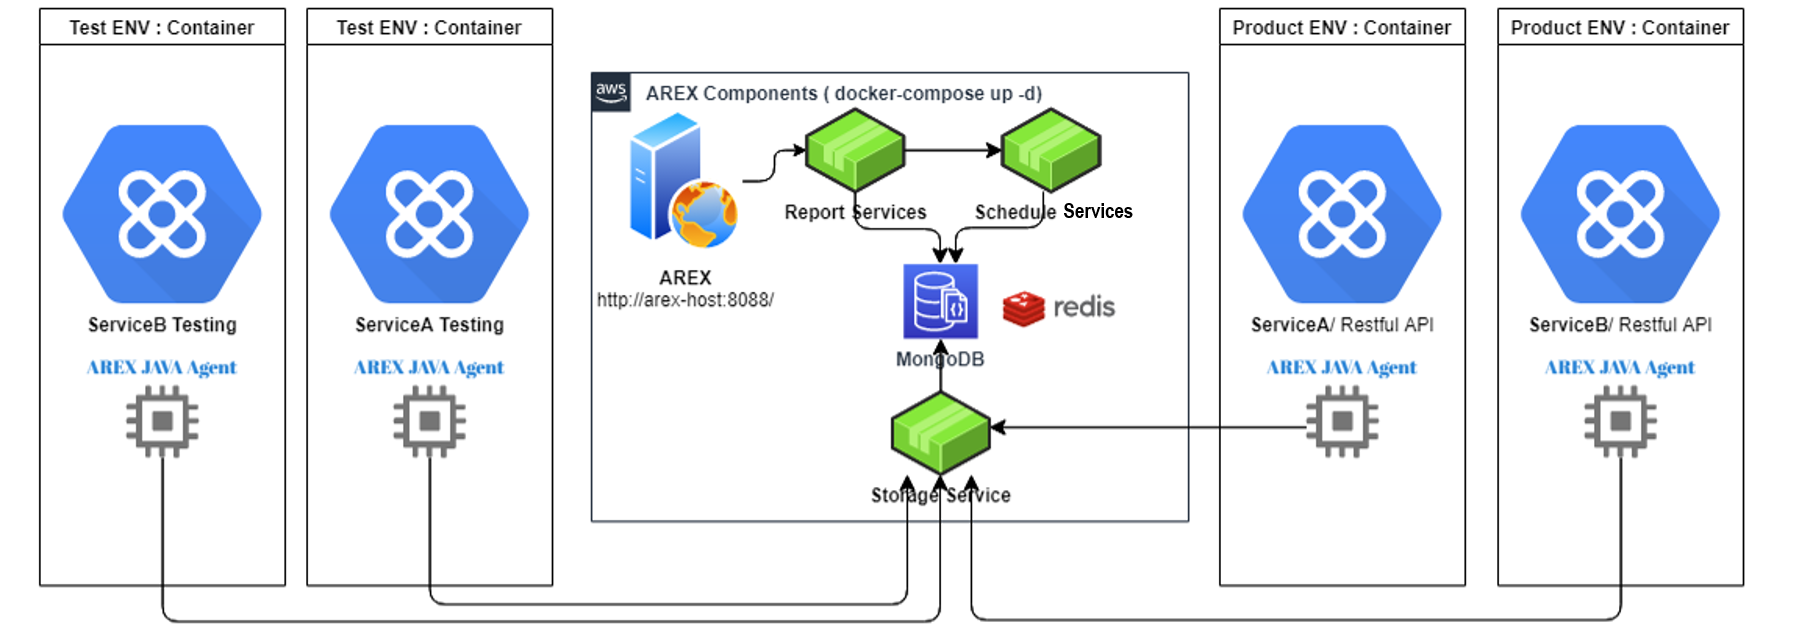 Test ENV : Container
Test ENV : Container
Product ENV : Container
Product ENV : Container
aws
AREX Components ( docker-compose up -d)
Report Services
Schedule Services
AREX
http://arex-host:8088/
redis
MongoDB
Storage Service
ServiceB Testing
AREX JAVA Agent
ServiceA Testing
AREX JAVA Agent
ServiceA/ Restful API
AREX JAVA Agent
ServiceB/ Restful API
AREX JAVA Agent